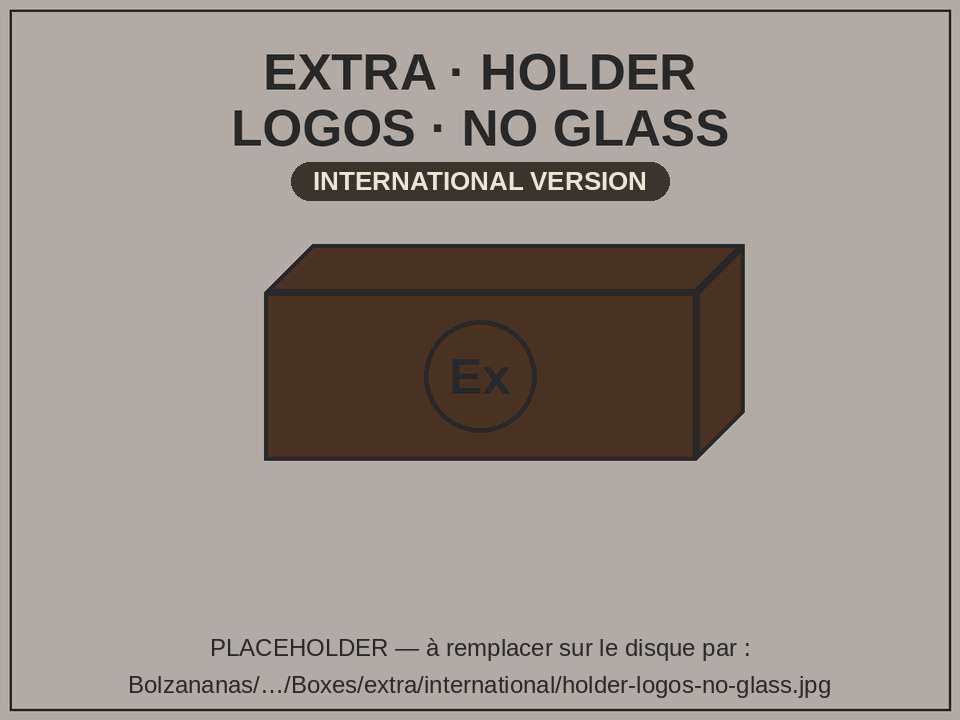 EXTRA · HOLDER
LOGOS · NO GLASS
INTERNATIONAL VERSION
Ex
PLACEHOLDER — à remplacer sur le disque par :
Bolzananas/…/Boxes/extra/international/holder-logos-no-glass.jpg